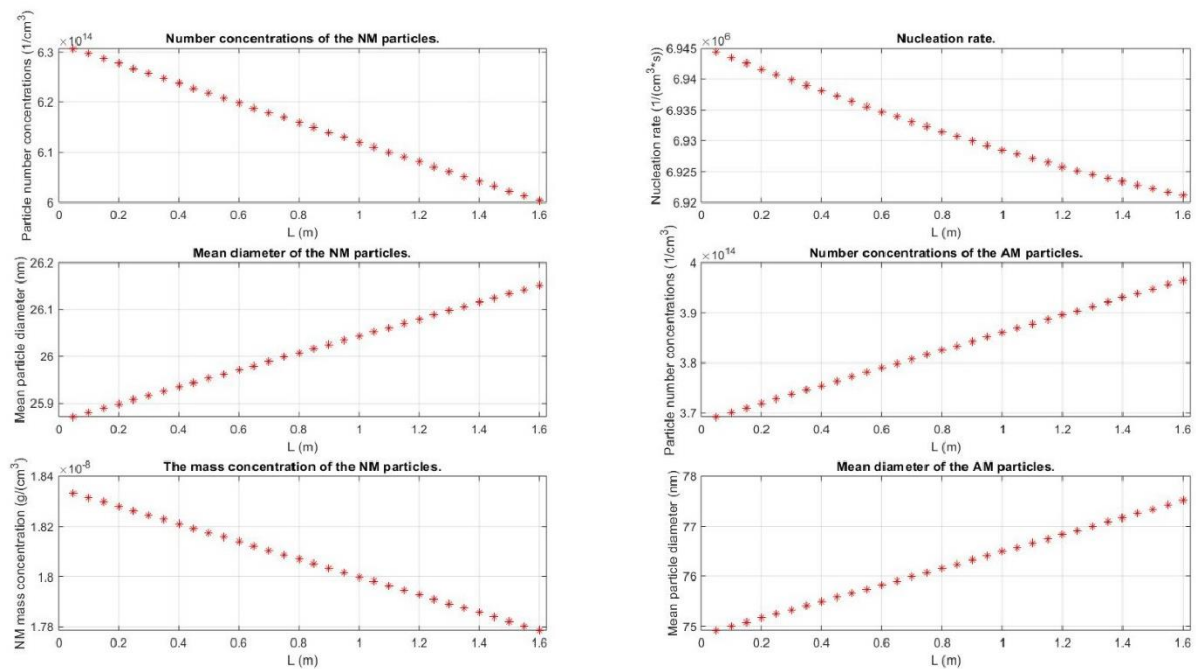 Number concentrations of the NM particles.
×10^14
Particle number concentrations (1/cm^3)
6.3
6.2
6.1
6
0 0.2 0.4 0.6 0.8 1 1.2 1.4 1.6
L (m)
Nucleation rate.
×10^6
Nucleation rate (1/(cm^3*s))
6.945
6.94
6.935
6.93
6.925
6.92
0 0.2 0.4 0.6 0.8 1 1.2 1.4 1.6
L (m)
Mean diameter of the NM particles.
Mean particle diameter (nm)
26.2
26.1
26
25.9
0 0.2 0.4 0.6 0.8 1 1.2 1.4 1.6
L (m)
Number concentrations of the AM particles.
×10^14
Particle number concentrations (1/cm^3)
4
3.9
3.8
3.7
0 0.2 0.4 0.6 0.8 1 1.2 1.4 1.6
L (m)
The mass concentration of the NM particles.
×10^-8
NM mass concentration (g/(cm^3)
1.84
1.82
1.8
1.78
0 0.2 0.4 0.6 0.8 1 1.2 1.4 1.6
L (m)
Mean diameter of the AM particles.
Mean particle diameter (nm)
78
77
76
75
0 0.2 0.4 0.6 0.8 1 1.2 1.4 1.6
L (m)